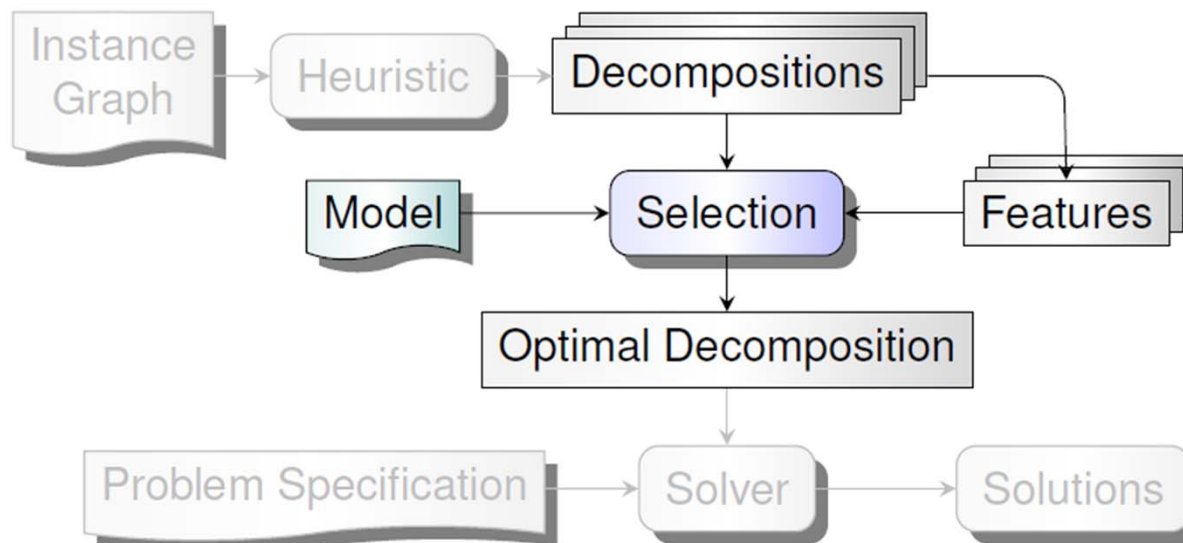 Instance
Graph
Heuristic
Decompositions
Model
Selection
Features
Optimal Decomposition
Problem Specification
Solver
Solutions